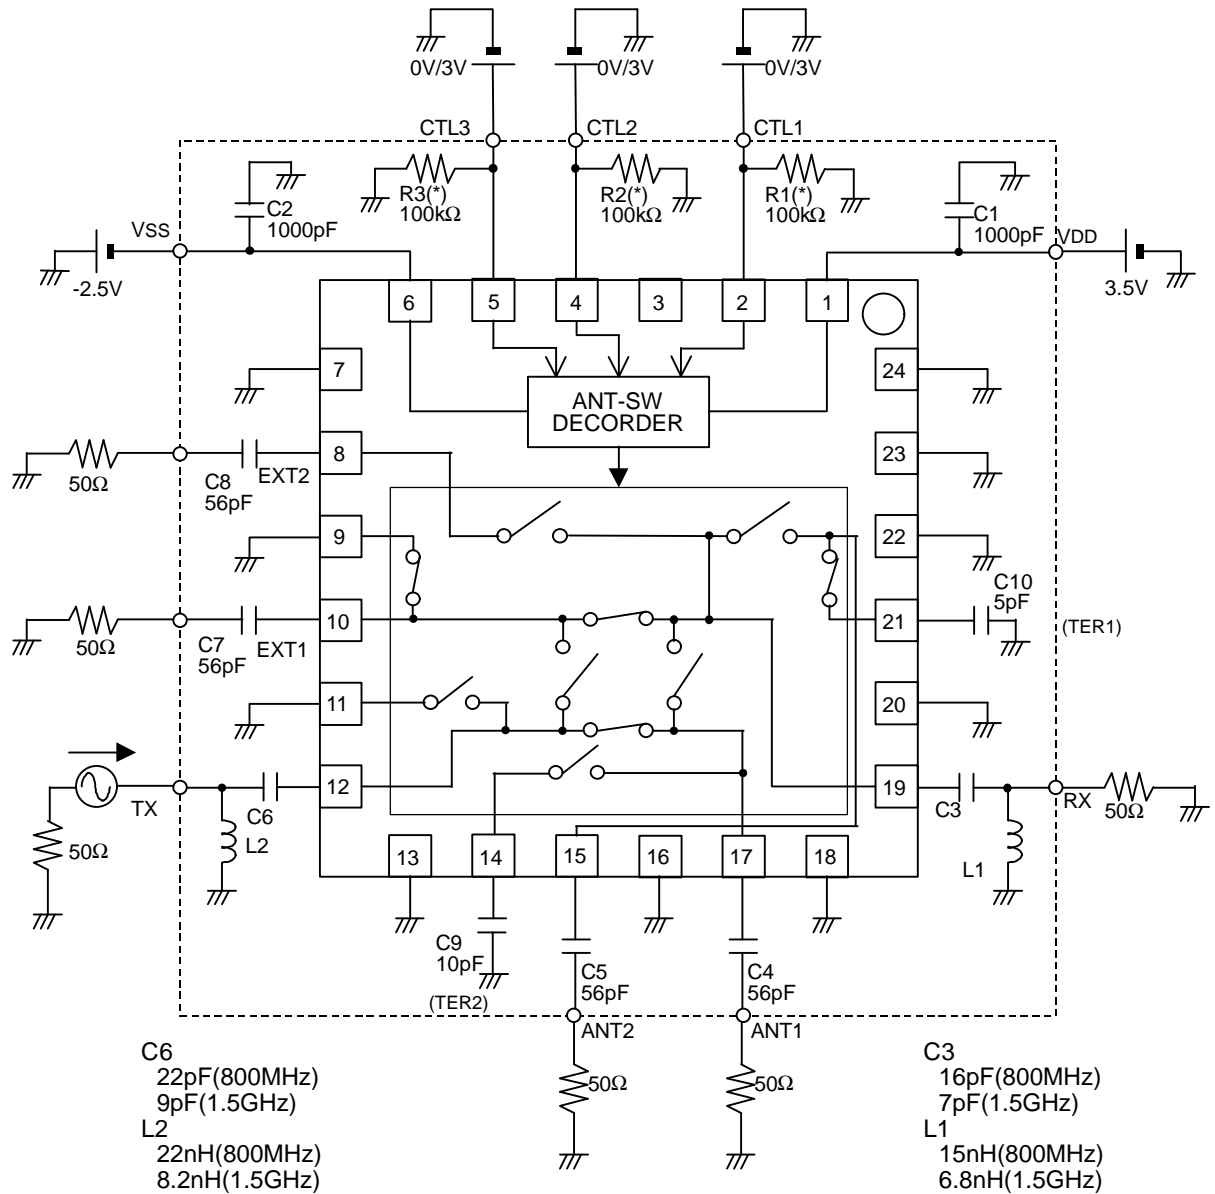 0V/3V
0V/3V
0V/3V
CTL3
CTL2
CTL1
R3(*)
100kΩ
R2(*)
100kΩ
R1(*)
100kΩ
C2
1000pF
C1
1000pF
VSS
VDD
-2.5V
3.5V
6
5
4
3
2
1
7
24
ANT-SW
DECORDER
8
23
50Ω
C8
56pF
EXT2
9
22
C10
5pF
10
21
(TER1)
50Ω
C7
56pF
EXT1
11
20
12
19
TX
C6
C3
RX
50Ω
50Ω
L2
L1
13
14
15
16
17
18
C9
10pF
C5
56pF
C4
56pF
(TER2)
ANT2
ANT1
50Ω
50Ω
C6
22pF(800MHz)
9pF(1.5GHz)
L2
22nH(800MHz)
8.2nH(1.5GHz)
C3
16pF(800MHz)
7pF(1.5GHz)
L1
15nH(800MHz)
6.8nH(1.5GHz)